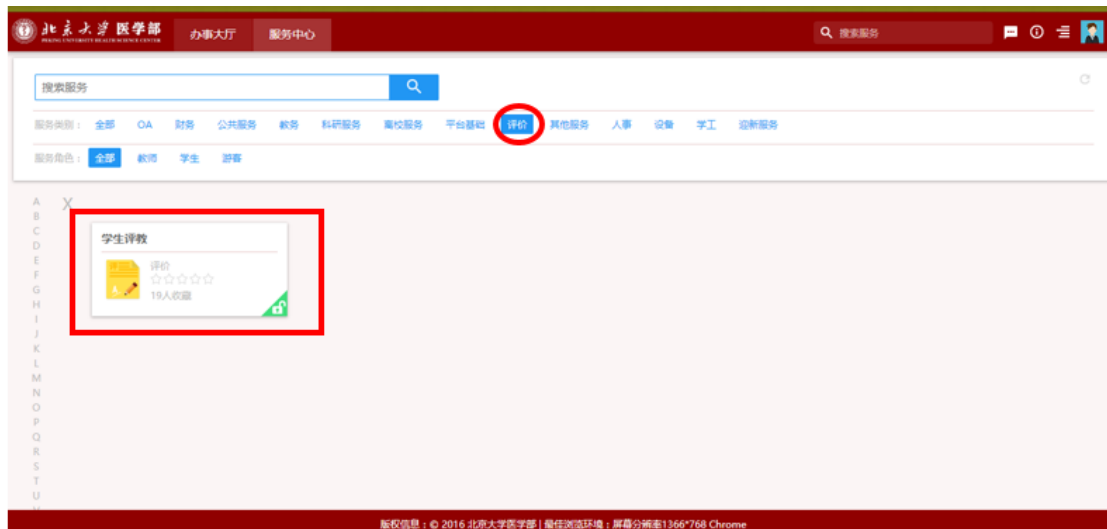 北京大学 医学部 办事大厅 服务中心 搜索服务
PEKING UNIVERSITY HEALTH SCIENCE CENTER
搜索服务
服务类别： 全部 OA 财务 公共服务 教务 科研服务 离校服务 平台基础 评价 其他服务 人事 设备 学工 迎新服务
服务角色： 全部 教师 学生 游客
A
B
C
D
E
F
G
H
I
J
K
L
M
N
O
P
Q
R
S
T
U
X
学生评教
评价
19人收藏
版权信息：© 2016 北京大学医学部 | 最佳浏览环境：屏幕分辨率1366*768 Chrome